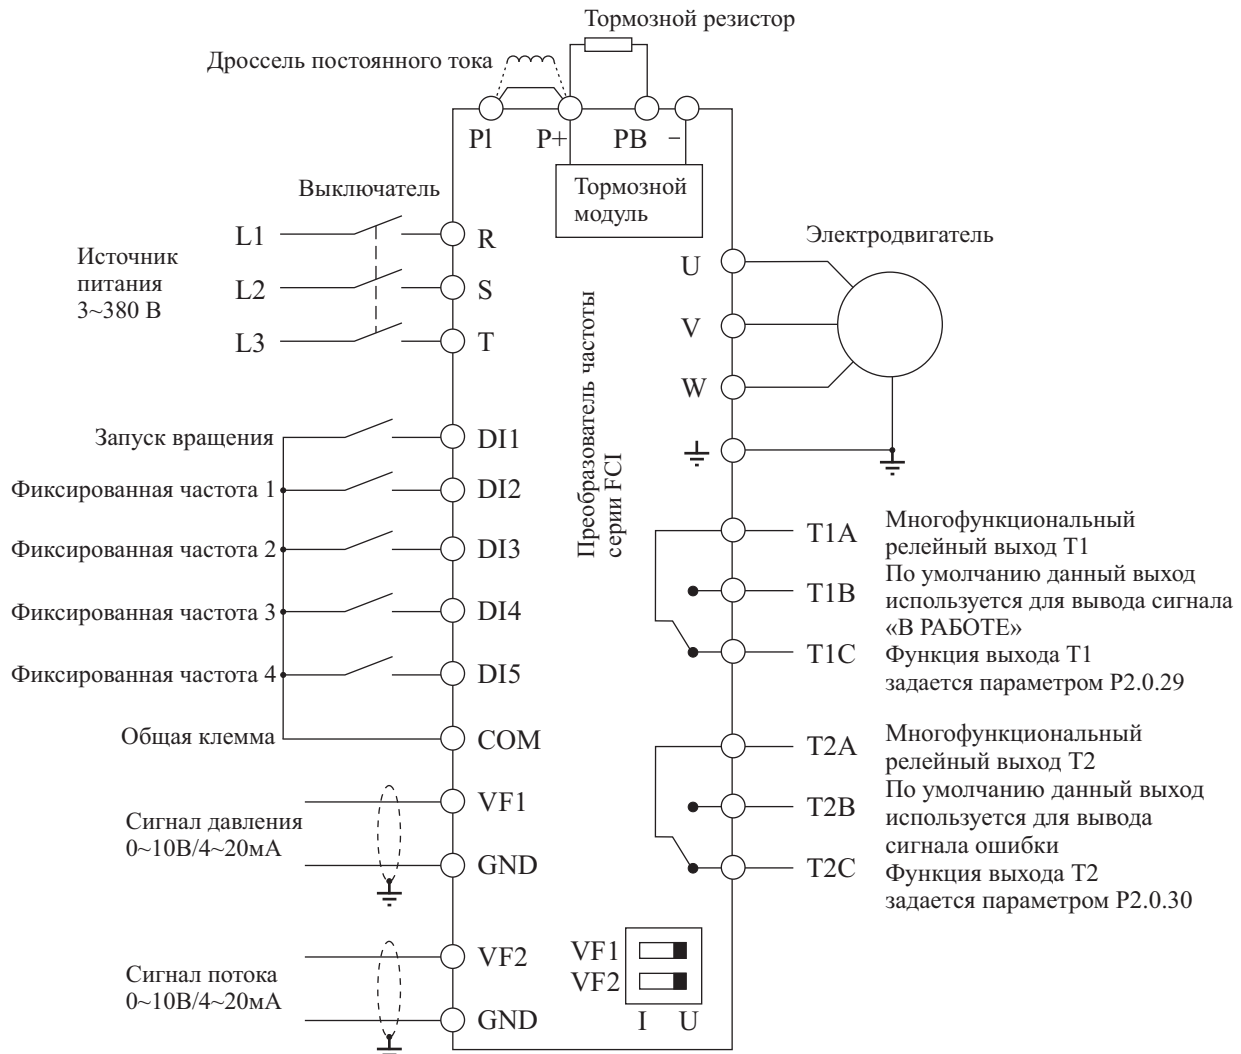 Тормозной резистор
Дроссель постоянного тока
P1
P+
PB
−
Тормозной
модуль
Выключатель
Источник
питания
3~380 В
L1
L2
L3
R
S
T
Электродвигатель
U
V
W
Преобразователь частоты
серии FCI
Запуск вращения
DI1
Фиксированная частота 1
DI2
Фиксированная частота 2
DI3
Фиксированная частота 3
DI4
Фиксированная частота 4
DI5
Общая клемма
COM
Сигнал давления
0~10В/4~20мА
VF1
GND
Сигнал потока
0~10В/4~20мА
VF2
GND
T1A
T1B
T1C
Многофункциональный
релейный выход T1
По умолчанию данный выход
используется для вывода сигнала
«В РАБОТЕ»
Функция выхода T1
задается параметром P2.0.29
T2A
T2B
T2C
Многофункциональный
релейный выход T2
По умолчанию данный выход
используется для вывода
сигнала ошибки
Функция выхода T2
задается параметром P2.0.30
VF1
VF2
I U